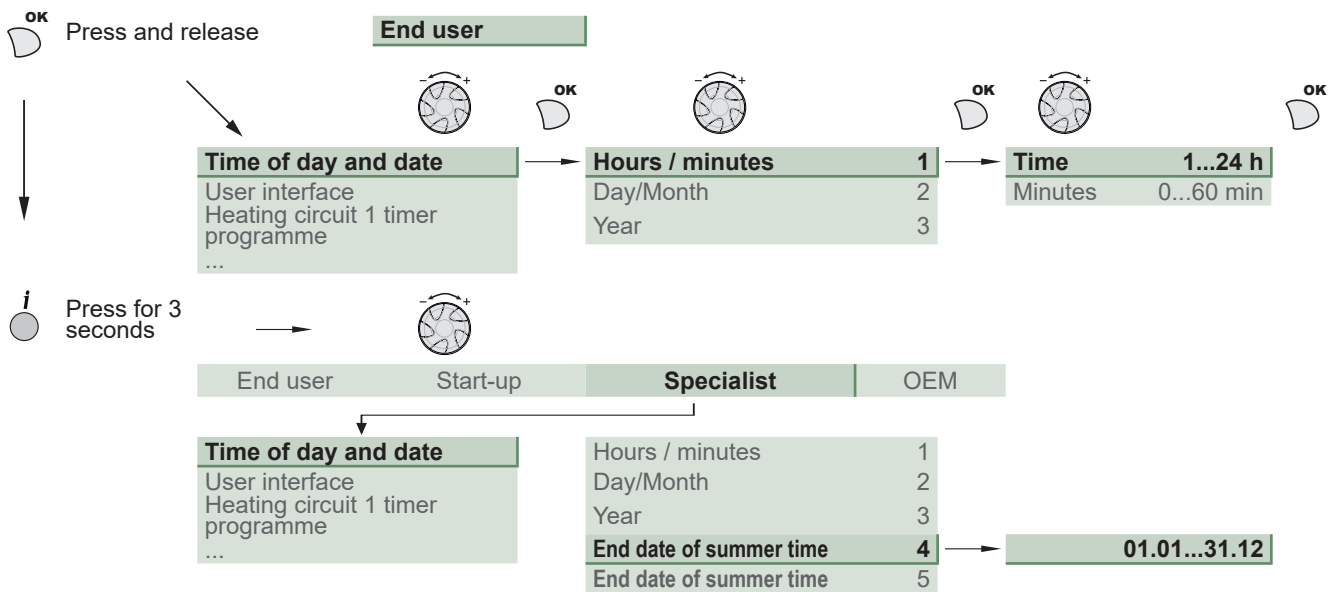 OK
Press and release
End user
- +
OK
- +
OK
- +
OK
Time of day and date
User interface
Heating circuit 1 timer
programme
...
Hours / minutes 1
Day/Month 2
Year 3
Time 1...24 h
Minutes 0...60 min
i
Press for 3
seconds
- +
End user Start-up Specialist OEM
Time of day and date
User interface
Heating circuit 1 timer
programme
...
Hours / minutes 1
Day/Month 2
Year 3
End date of summer time 4
End date of summer time 5
01.01...31.12